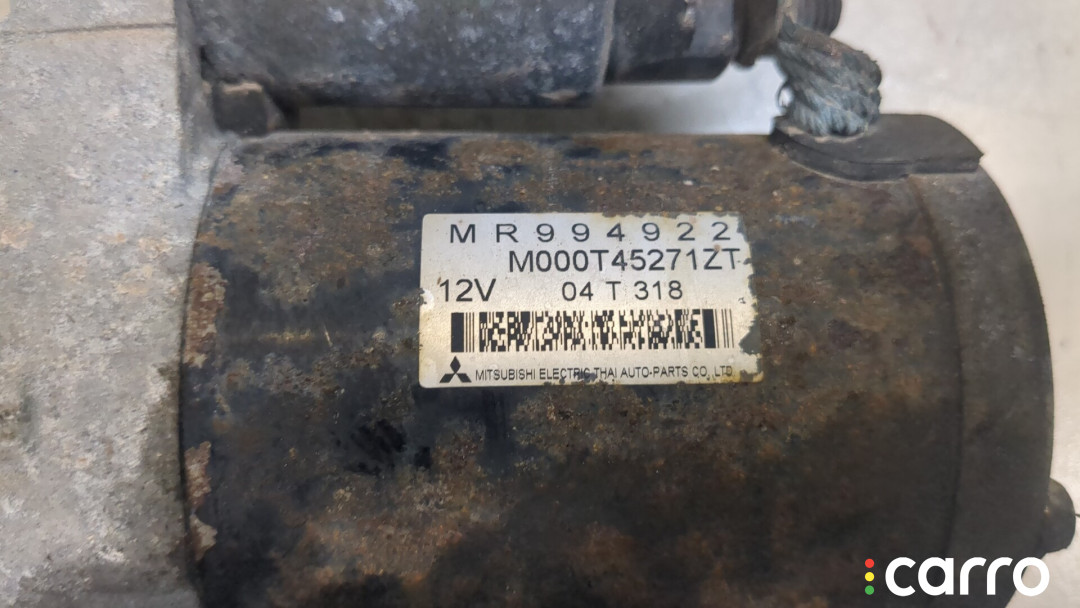 MR994922
M000T45271ZT
12V 04 T 318
MITSUBISHI ELECTRIC THAI AUTO-PARTS CO., LTD.
carro